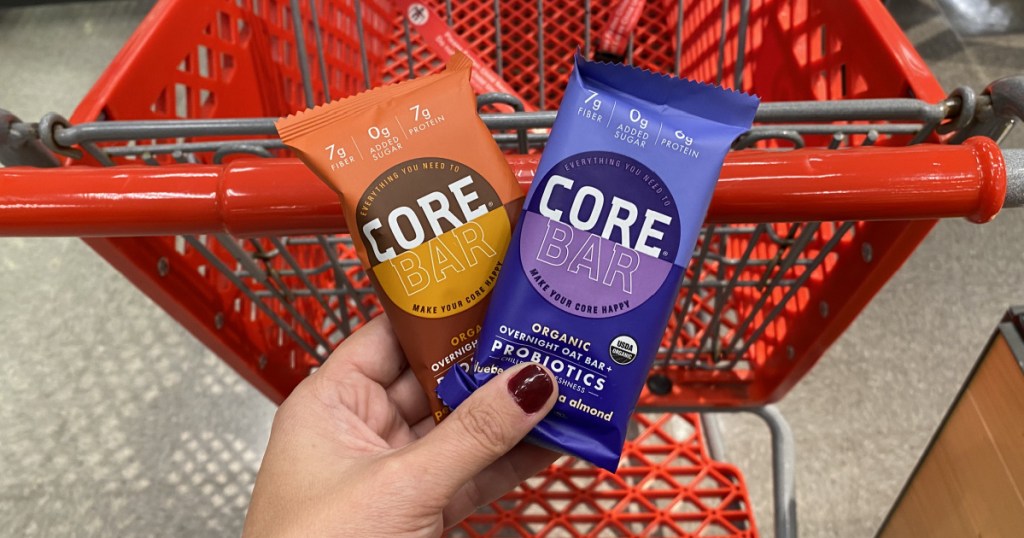 7g FIBER
0g ADDED SUGAR
7g PROTEIN
EVERYTHING YOU NEED TO
CORE®
BAR
MAKE YOUR CORE HAPPY
OVERNIGHT
7g FIBER
0g ADDED SUGAR
PROTEIN
EVERYTHING YOU NEED TO
CORE®
BAR
MAKE YOUR CORE HAPPY
ORGANIC
OVERNIGHT OAT BAR+
PROBIOTICS
almond
USDA
ORGANIC